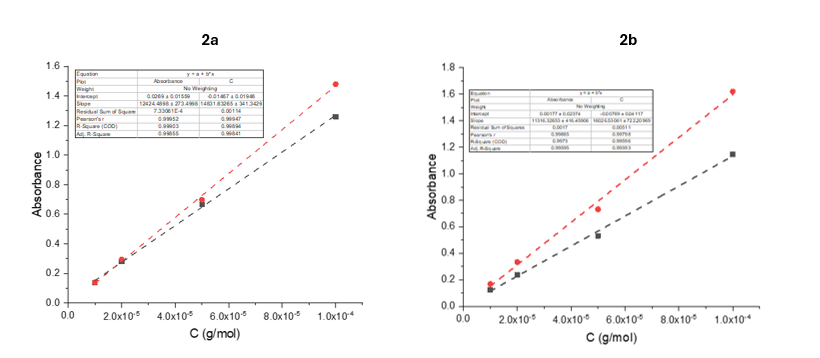 2a
2b
Equation y = a + b*x
Plot Absorbance C
Weight No Weighting
Intercept 0.0269 ± 0.01559 -0.01467 ± 0.01946
Slope 12424.4898 ± 273.4998 14831.63265 ± 341.3429
Residual Sum of Square 7.33061E-4 0.00114
Pearson's r 0.99952 0.99947
R-Square (COD) 0.99903 0.99894
Adj. R-Square 0.99855 0.99841
Equation y = a + b*x
Plot Absorbance C
Weight No Weighting
Intercept
Slope
Residual Sum of Squares 0.0017 0.00511
Pearson's r
R-Square (COD)
Adj. R-Square
1.6
1.4
1.2
1.0
0.8
0.6
0.4
0.2
0.0
Absorbance
0.0 2.0x10⁻⁵ 4.0x10⁻⁵ 6.0x10⁻⁵ 8.0x10⁻⁵ 1.0x10⁻⁴
C (g/mol)
1.8
1.6
1.4
1.2
1.0
0.8
0.6
0.4
0.2
0.0
Absorbance
0.0 2.0x10⁻⁵ 4.0x10⁻⁵ 6.0x10⁻⁵ 8.0x10⁻⁵ 1.0x10⁻⁴
C (g/mol)